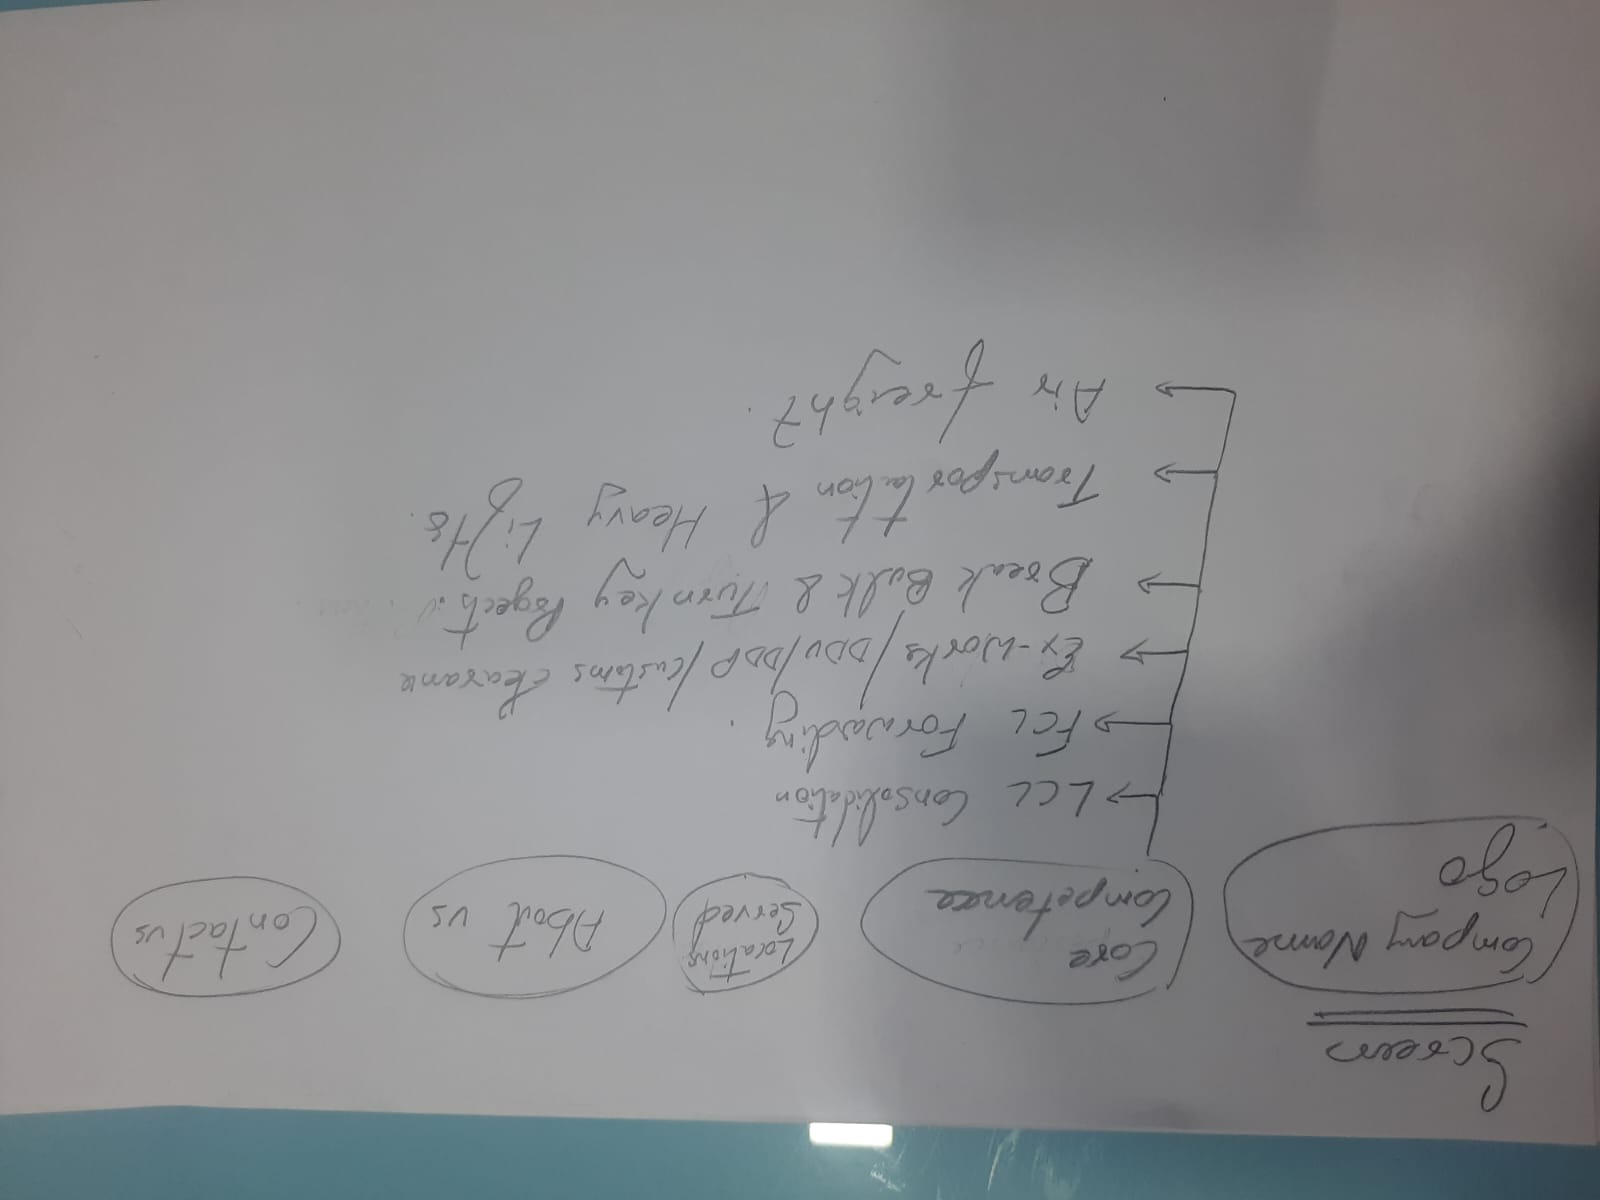 Screen
Company Name
Logo
Core
Competence
Locations
Served
About us
Contact us
LCL Consolidation
FCL Forwarding.
Ex-Works/DDU/DDP/Customs Clearance
Break Bulk & Turnkey Projects.
Transportation & Heavy Lifts.
Air freight.